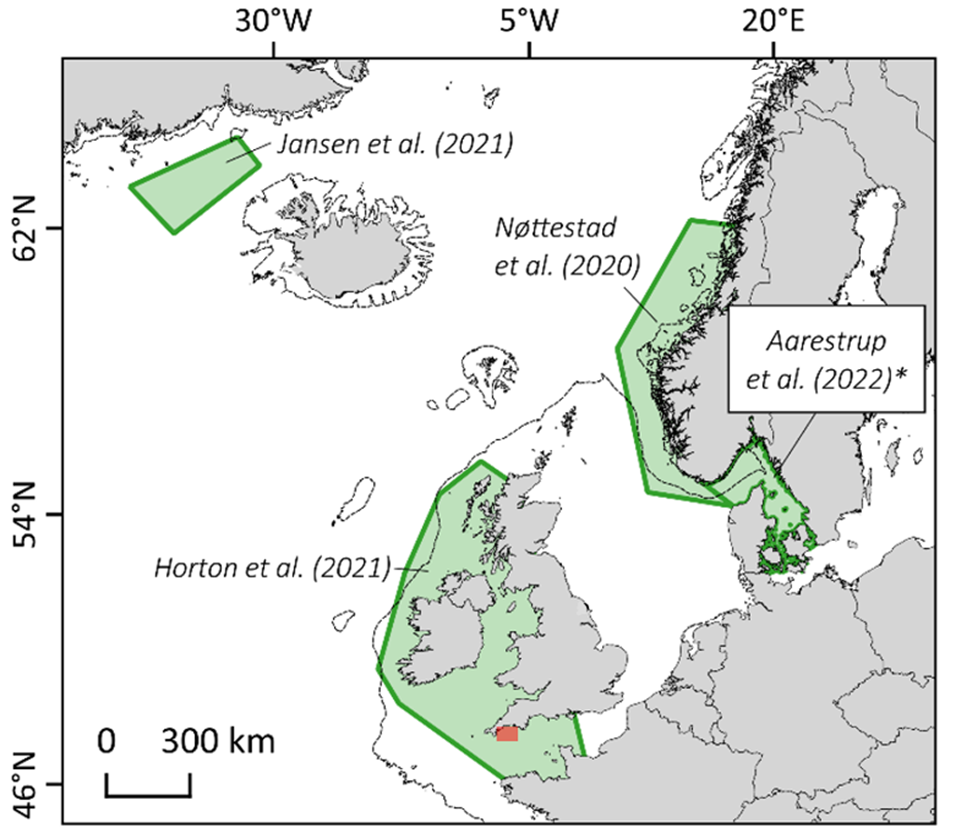 30°W 5°W 20°E
Jansen et al. (2021)
62°N
Nøttestad
et al. (2020)
Aarestrup
et al. (2022)*
54°N
Horton et al. (2021)
0 300 km
46°N